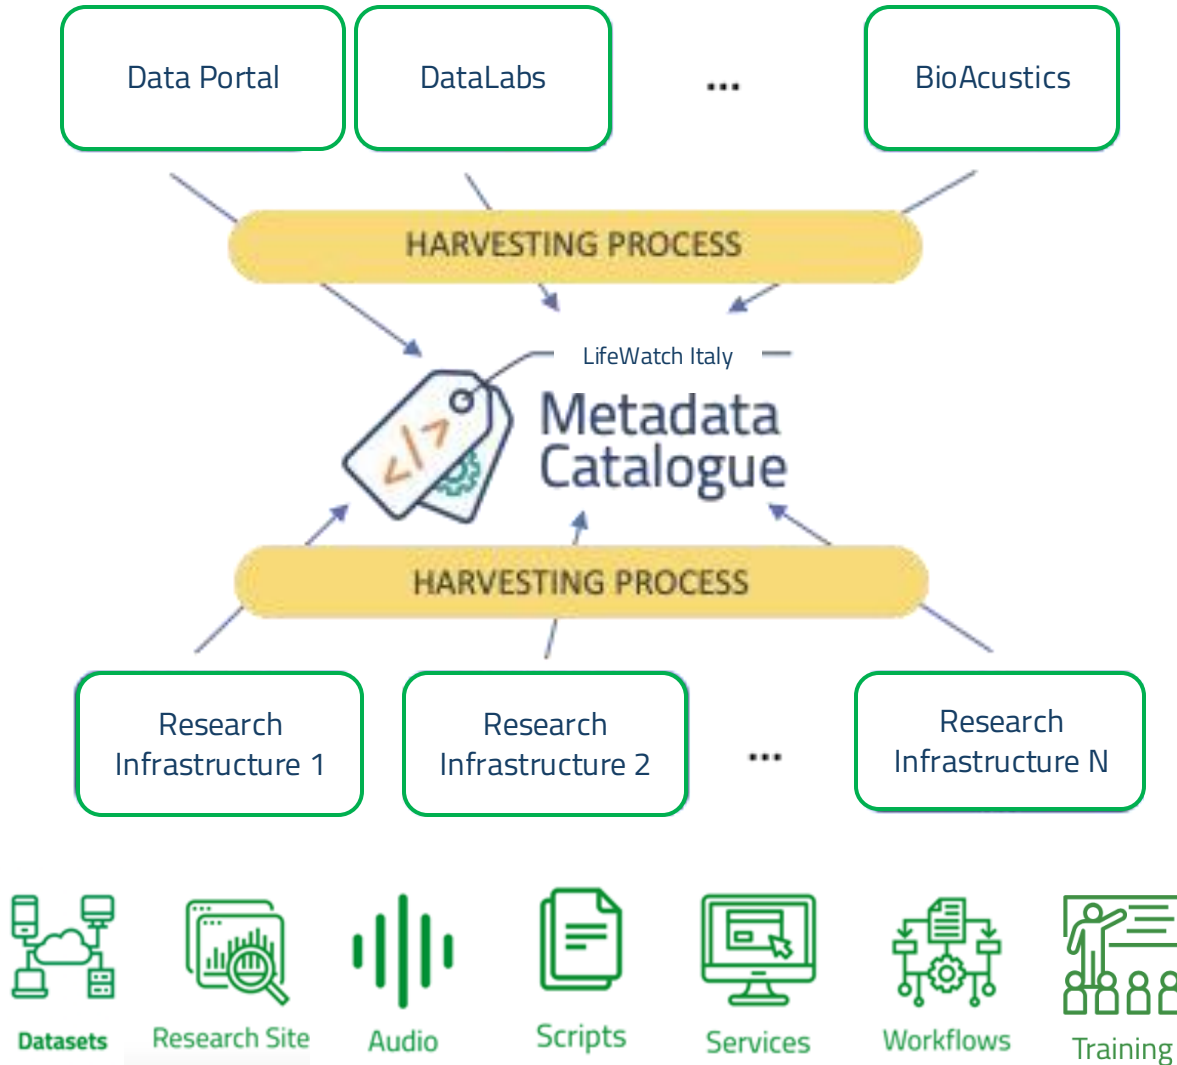 Data Portal
DataLabs
...
BioAcustics
HARVESTING PROCESS
LifeWatch Italy
</>
Metadata
Catalogue
HARVESTING PROCESS
Research
Infrastructure 1
Research
Infrastructure 2
...
Research
Infrastructure N
Datasets
Research Site
Audio
Scripts
Services
Workflows
Training